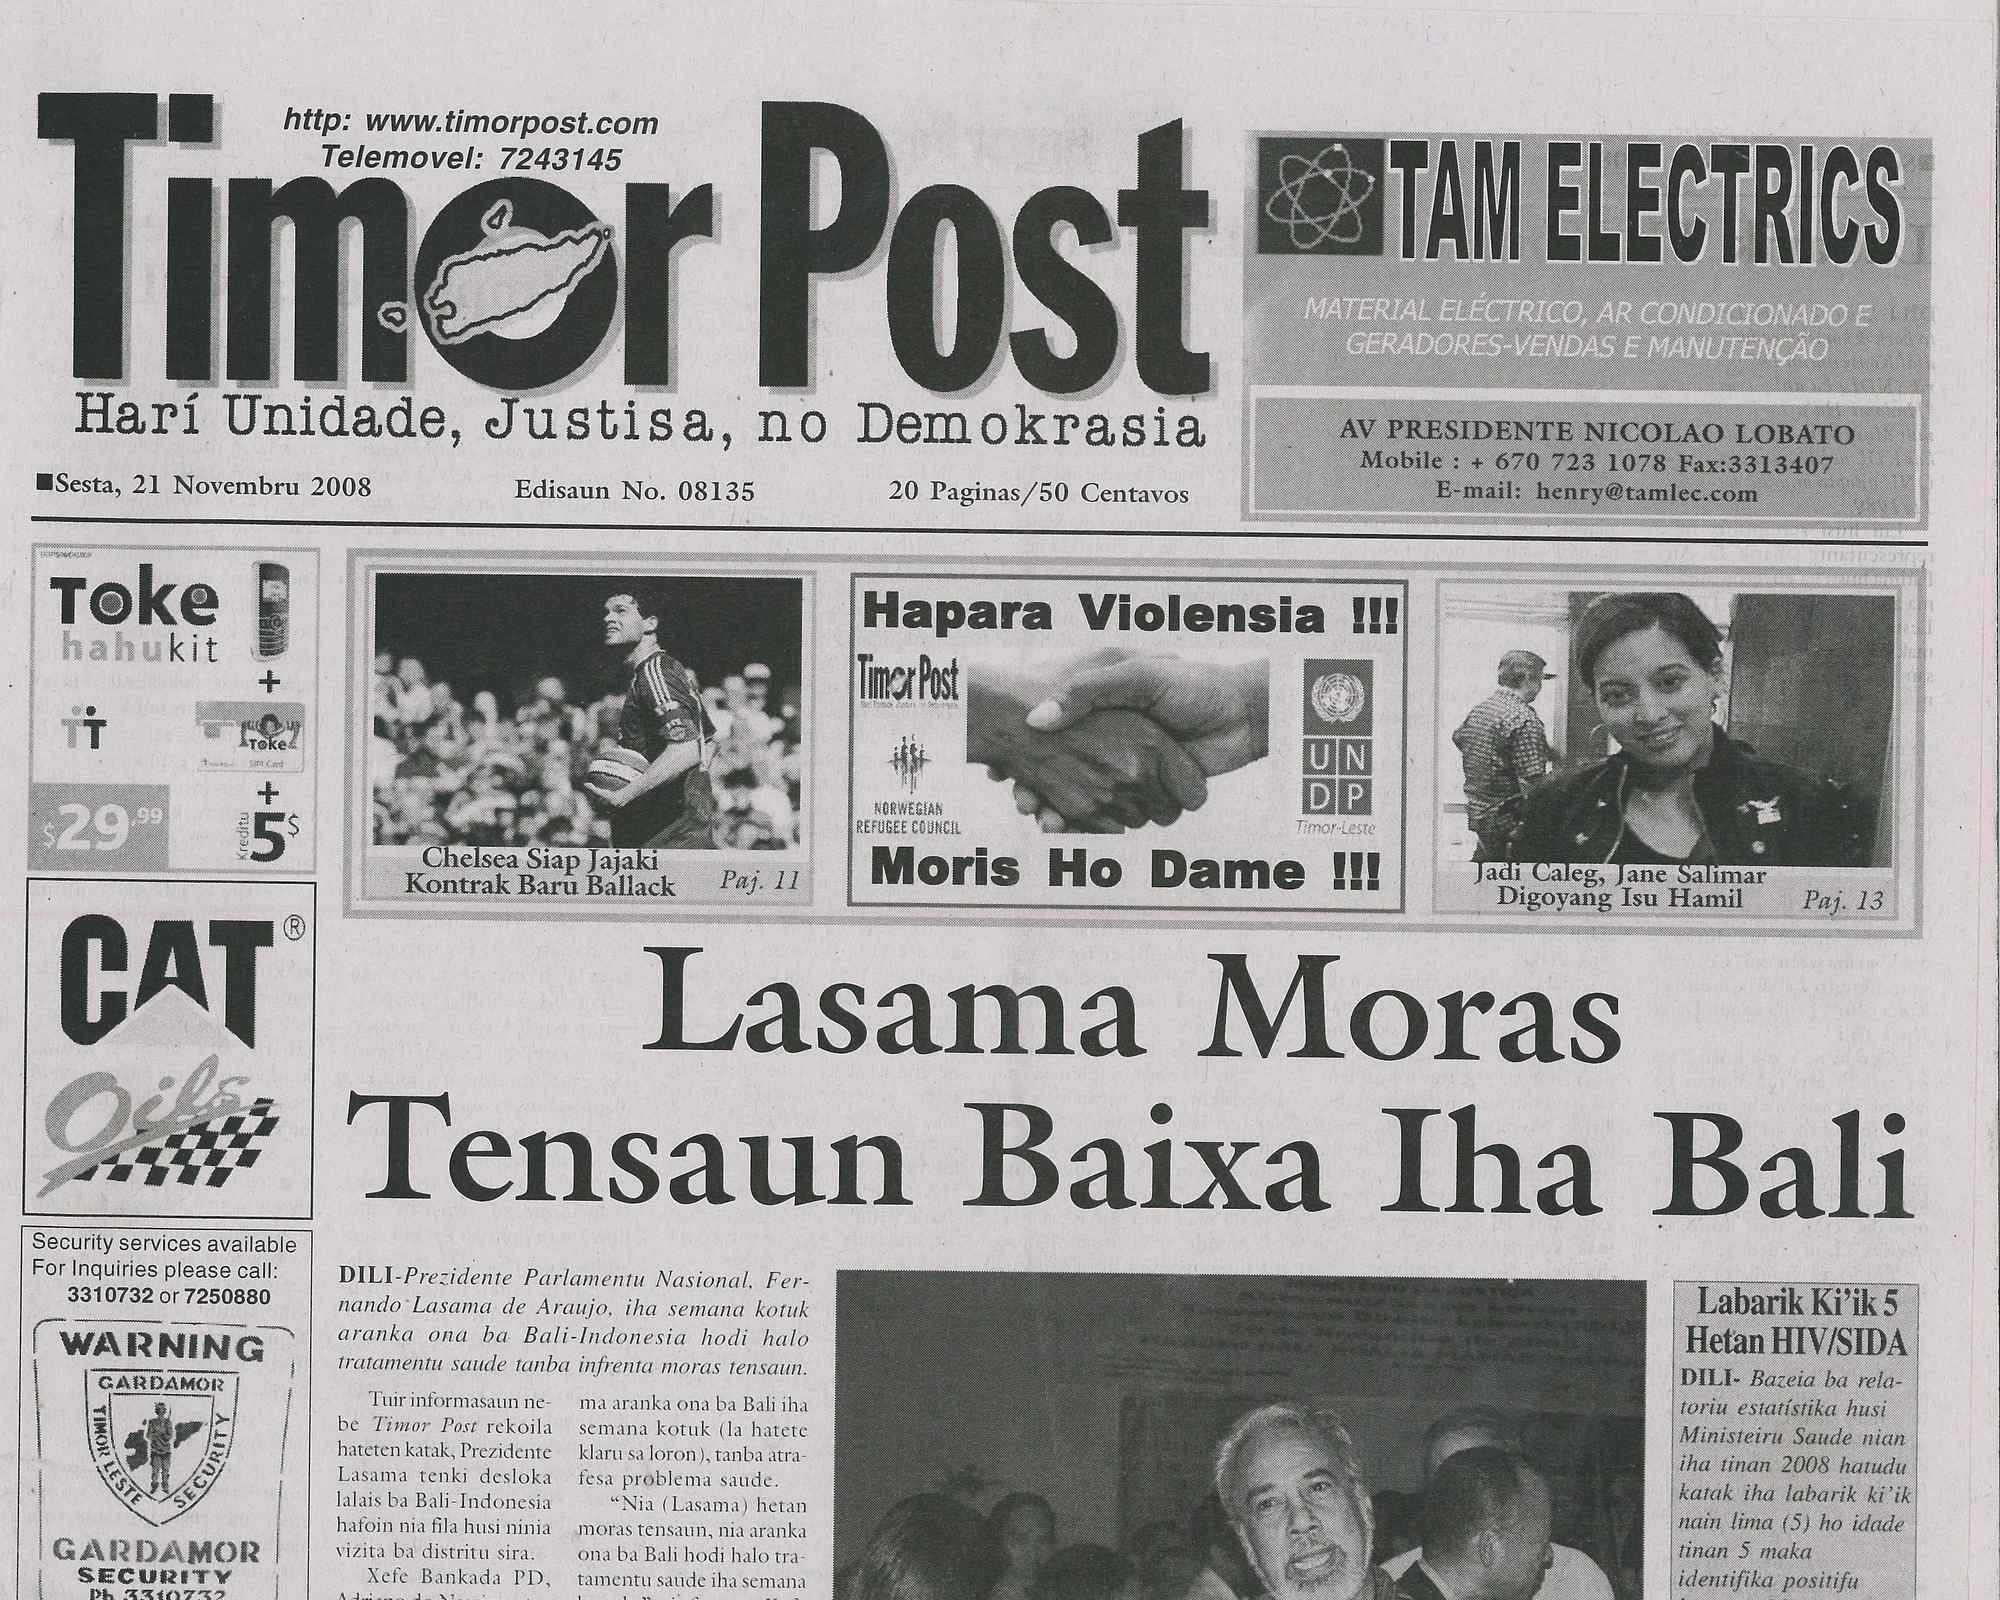 http: www.timorpost.com
Telemovel: 7243145
Timor Post
Harí Unidade, Justisa, no Demokrasia
■Sesta, 21 Novembru 2008
Edisaun No. 08135
20 Paginas/50 Centavos
TAM ELECTRICS
MATERIAL ELÉCTRICO, AR CONDICIONADO E
GERADORES-VENDAS E MANUTENÇÃO
AV PRESIDENTE NICOLAO LOBATO
Mobile : + 670 723 1078 Fax:3313407
E-mail: henry@tamlec.com
Toke
hahukit
+
TT
Toke
SIM Card
+
$29.99
Kreditu
5$
Chelsea Siap Jajaki
Kontrak Baru Ballack
Paj. 11
Hapara Violensia !!!
Timor Post
NORWEGIAN
REFUGEE COUNCIL
UN
DP
Timor-Leste
Moris Ho Dame !!!
Jadi Caleg, Jane Salimar
Digoyang Isu Hamil
Paj. 13
CAT®
Oils
Security services available
For Inquiries please call:
3310732 or 7250880
WARNING
GARDAMOR
TIMOR LESTE
SECURITY
GARDAMOR
SECURITY
Ph 3310732
Lasama Moras
Tensaun Baixa Iha Bali
DILI-Prezidente Parlamentu Nasional, Fer-
nando Lasama de Araujo, iha semana kotuk
aranka ona ba Bali-Indonesia hodi halo
tratamentu saude tanba infrenta moras tensaun.
Tuir informasaun ne-
be Timor Post rekoila
hateten katak, Prezidente
Lasama tenki desloka
lalais ba Bali-Indonesia
hafoin nia fila husi ninia
vizita ba distritu sira.
Xefe Bankada PD,
ma aranka ona ba Bali iha
semana kotuk (la hatete
klaru sa loron), tanba atra-
fesa problema saude.
“Nia (Lasama) hetan
moras tensaun, nia aranka
ona ba Bali hodi halo tra-
tamentu saude iha semana
Labarik Ki’ik 5
Hetan HIV/SIDA
DILI- Bazeia ba rela-
toriu estatístika husi
Ministeiru Saude nian
iha tinan 2008 hatudu
katak iha labarik ki’ik
nain lima (5) ho idade
tinan 5 maka
identifika positifu